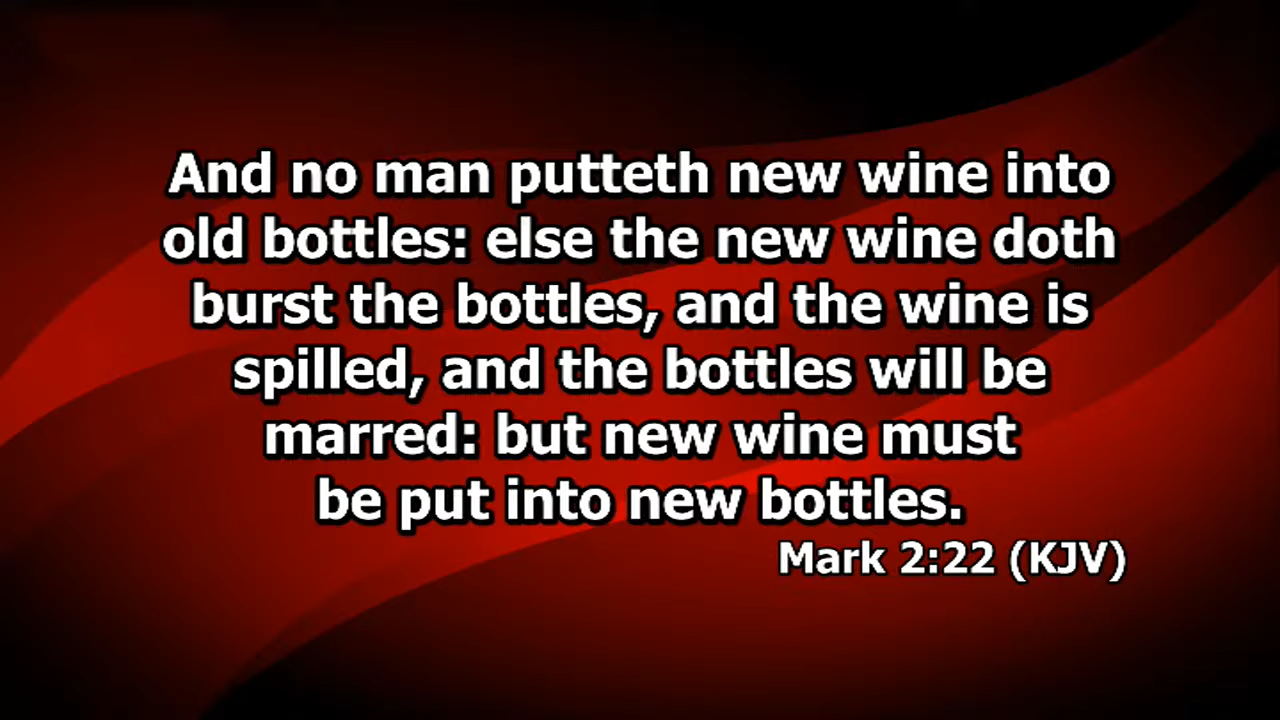 And no man putteth new wine into
old bottles: else the new wine doth
burst the bottles, and the wine is
spilled, and the bottles will be
marred: but new wine must
be put into new bottles.
Mark 2:22 (KJV)